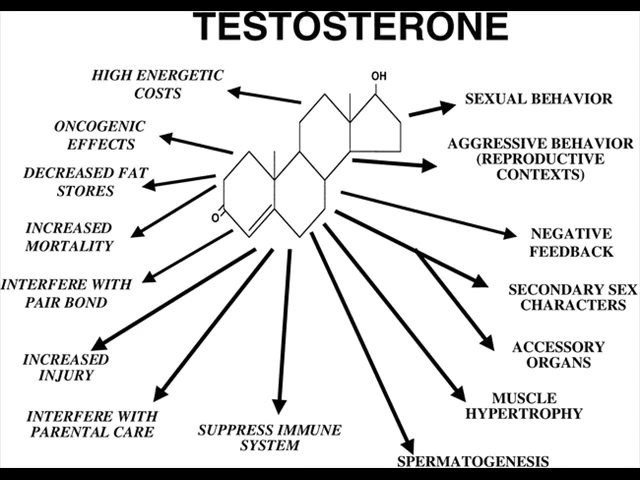 TESTOSTERONE
HIGH ENERGETIC
COSTS
ONCOGENIC
EFFECTS
DECREASED FAT
STORES
INCREASED
MORTALITY
INTERFERE WITH
PAIR BOND
INCREASED
INJURY
INTERFERE WITH
PARENTAL CARE
SUPPRESS IMMUNE
SYSTEM
OH
O
SEXUAL BEHAVIOR
AGGRESSIVE BEHAVIOR
(REPRODUCTIVE
CONTEXTS)
NEGATIVE
FEEDBACK
SECONDARY SEX
CHARACTERS
ACCESSORY
ORGANS
MUSCLE
HYPERTROPHY
SPERMATOGENESIS